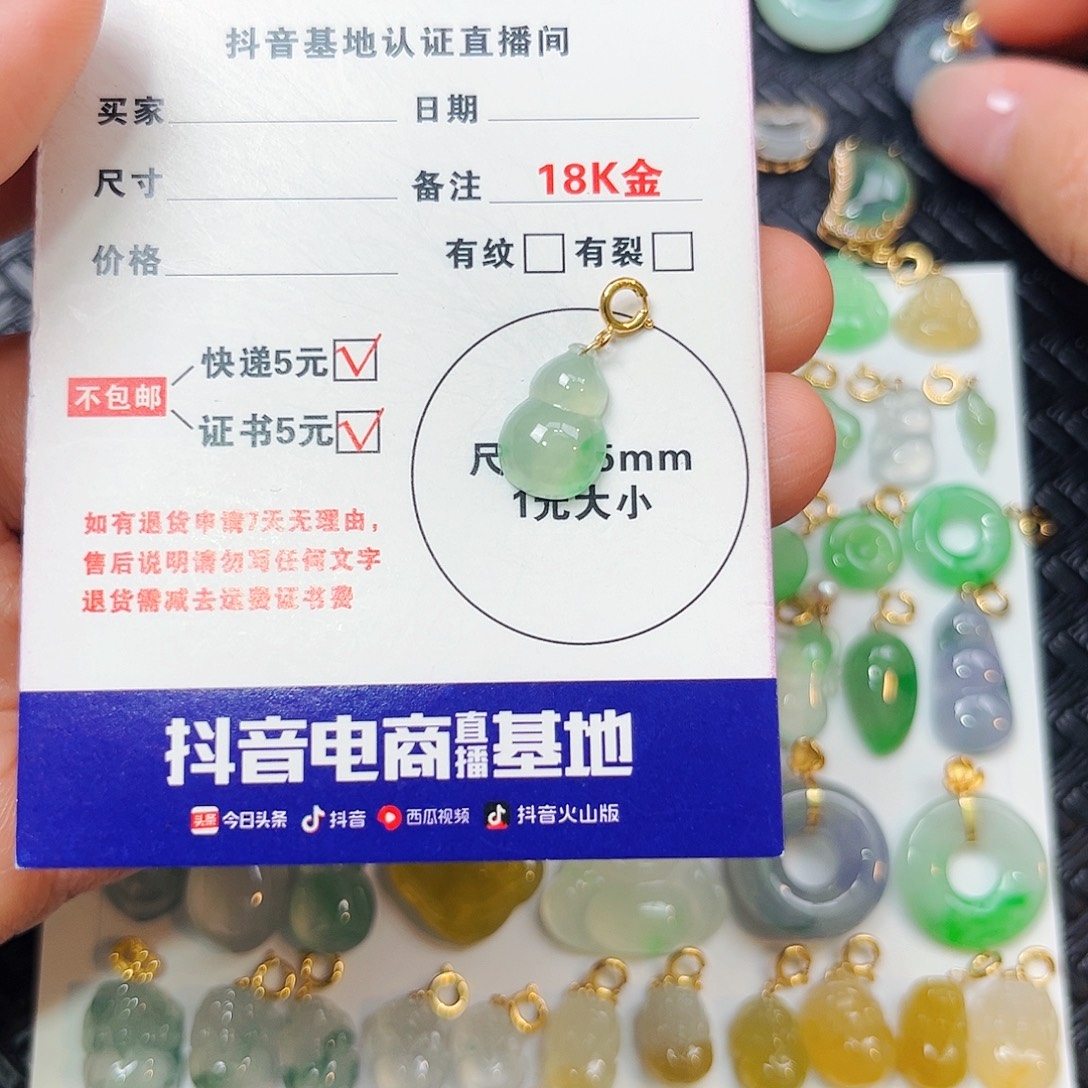 抖音基地认证直播间
买家 日期
尺寸 备注 18K金
价格 有纹 有裂
不包邮 快递5元
证书5元
尺 5mm
1元大小
如有退货申请7天无理由，
售后说明请勿写任何文字
退货需减去运费证书费
抖音电商直播基地
头条 今日头条 抖音 西瓜视频 抖音火山版